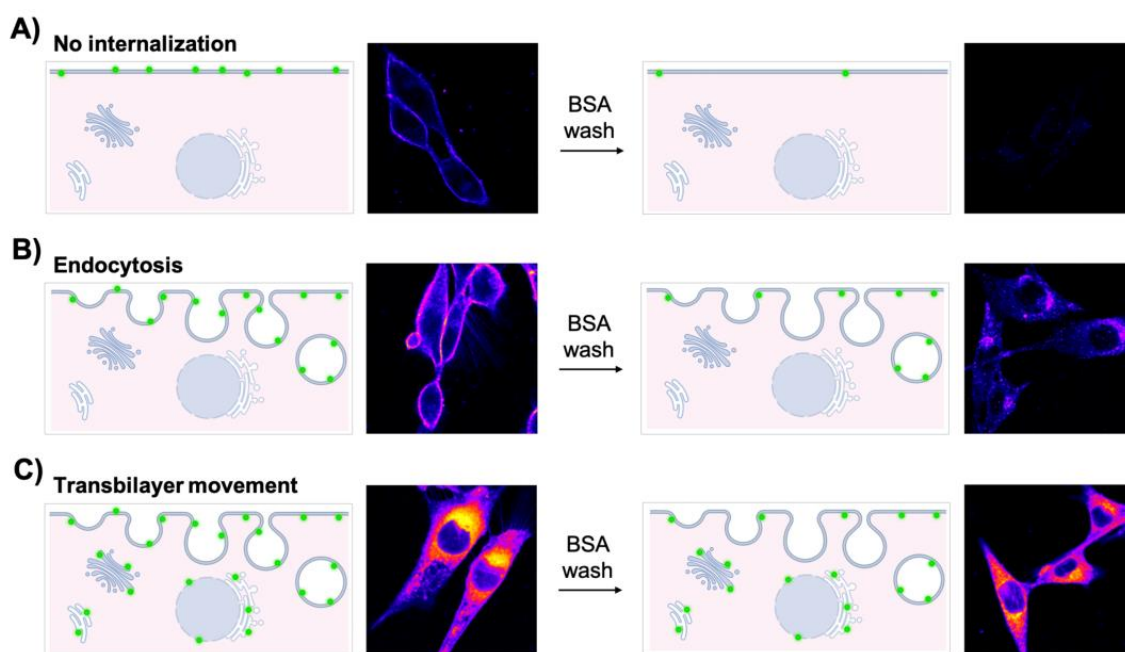 A)
No internalization
BSA
wash
B)
Endocytosis
BSA
wash
C)
Transbilayer movement
BSA
wash